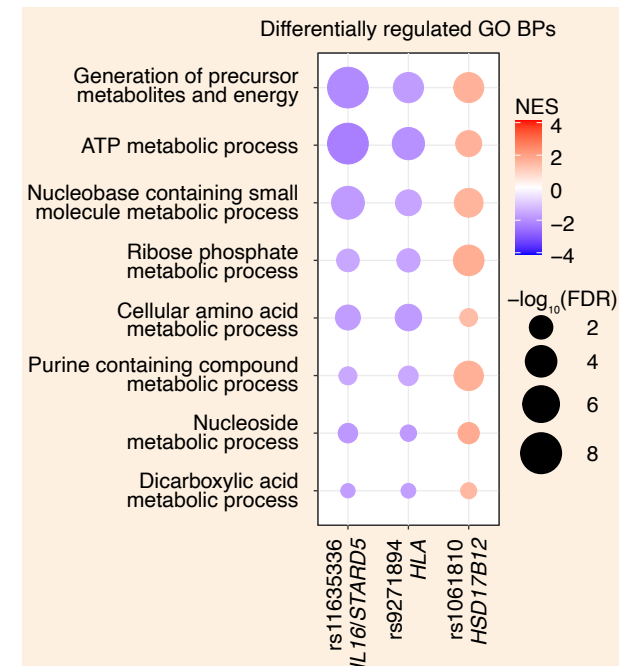 Differentially regulated GO BPs
Generation of precursor
metabolites and energy
ATP metabolic process
Nucleobase containing small
molecule metabolic process
Ribose phosphate
metabolic process
Cellular amino acid
metabolic process
Purine containing compound
metabolic process
Nucleoside
metabolic process
Dicarboxylic acid
metabolic process
rs11635336
IL16/STARD5
rs9271894
HLA
rs1061810
HSD17B12
NES
4
2
0
−2
−4
−log₁₀(FDR)
2
4
6
8